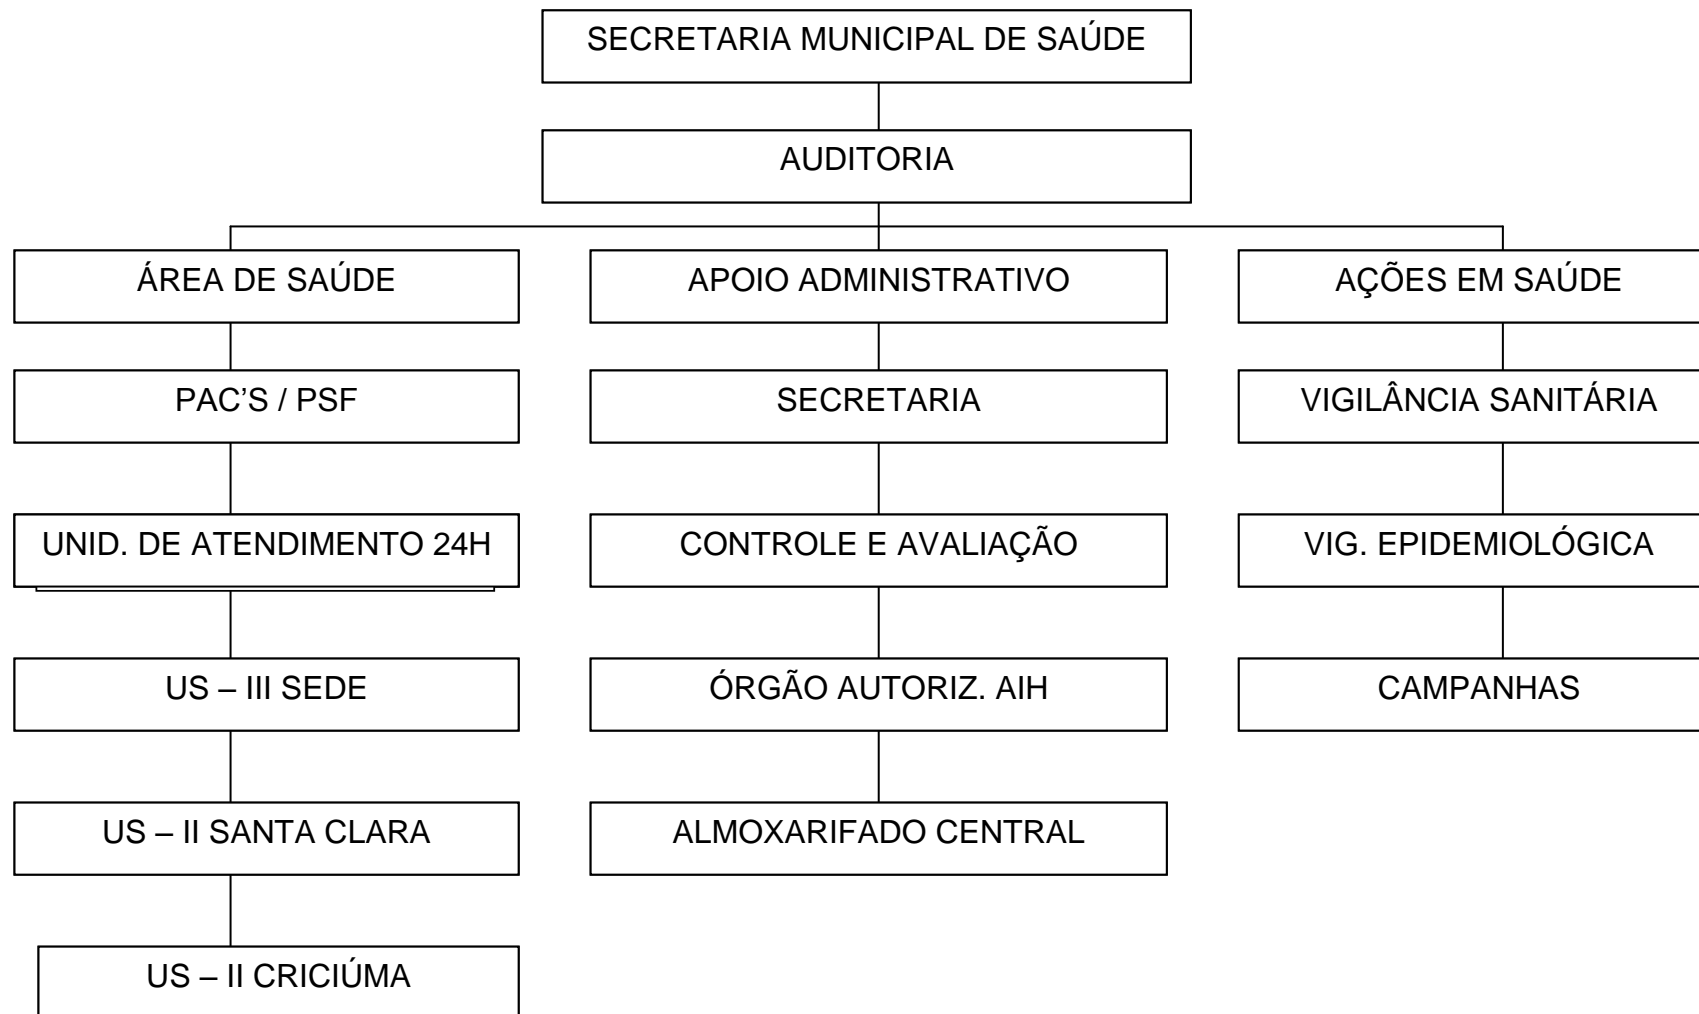 SECRETARIA MUNICIPAL DE SAÚDE
AUDITORIA
ÁREA DE SAÚDE
APOIO ADMINISTRATIVO
AÇÕES EM SAÚDE
PAC'S / PSF
SECRETARIA
VIGILÂNCIA SANITÁRIA
UNID. DE ATENDIMENTO 24H
CONTROLE E AVALIAÇÃO
VIG. EPIDEMIOLÓGICA
US – III SEDE
ÓRGÃO AUTORIZ. AIH
CAMPANHAS
US – II SANTA CLARA
ALMOXARIFADO CENTRAL
US – II CRICIÚMA